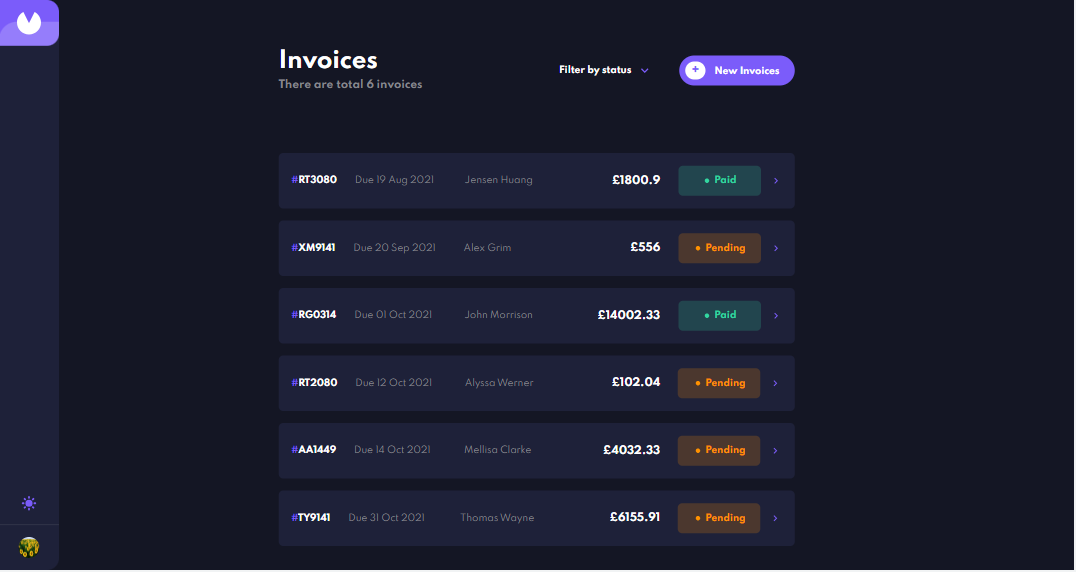 Invoices
There are total 6 invoices
Filter by status
+ New Invoices
#RT3080 Due 19 Aug 2021 Jensen Huang £1800.9 Paid
#XM9141 Due 20 Sep 2021 Alex Grim £556 Pending
#RG0314 Due 01 Oct 2021 John Morrison £14002.33 Paid
#RT2080 Due 12 Oct 2021 Alyssa Werner £102.04 Pending
#AA1449 Due 14 Oct 2021 Mellisa Clarke £4032.33 Pending
#TY9141 Due 31 Oct 2021 Thomas Wayne £6155.91 Pending